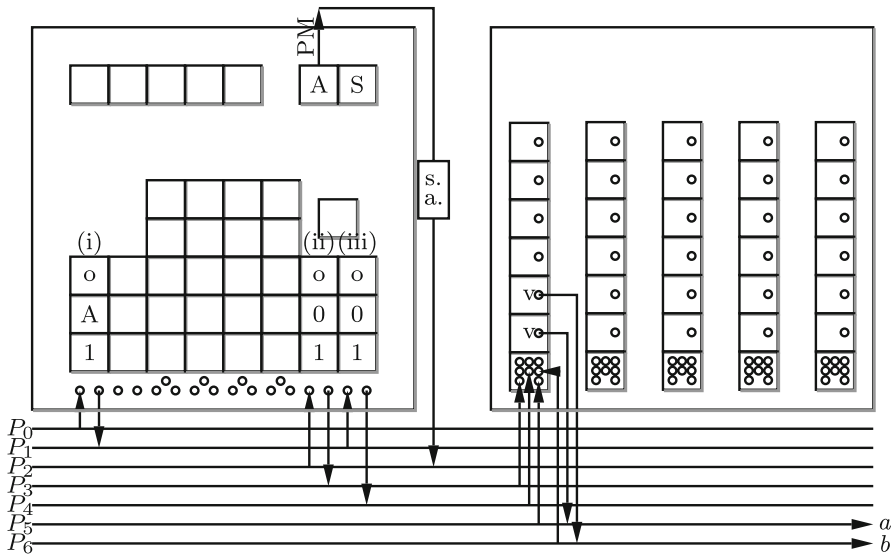 PM
A S
s.
a.
(i) (ii) (iii)
o o o
A 0 0
1 1 1
v
v
P0
P1
P2
P3
P4
P5 a
P6 b